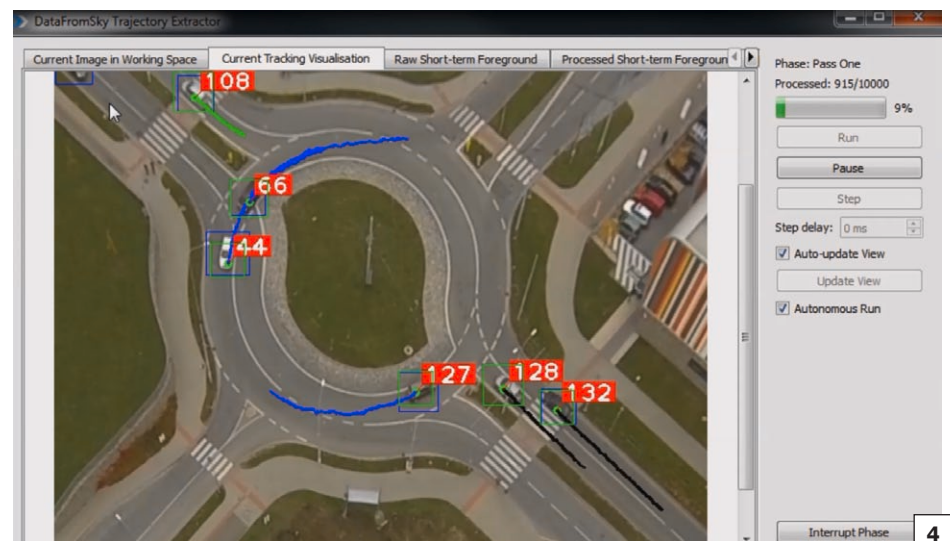 DataFromSky Trajectory Extractor
Current Image in Working Space
Current Tracking Visualisation
Raw Short-term Foreground
Processed Short-term Foregroun
Phase: Pass One
Processed: 915/10000
9%
Run
Pause
Step
Step delay: 0 ms
Auto-update View
Update View
Autonomous Run
108
66
44
127
128
132
Interrupt Phase
4